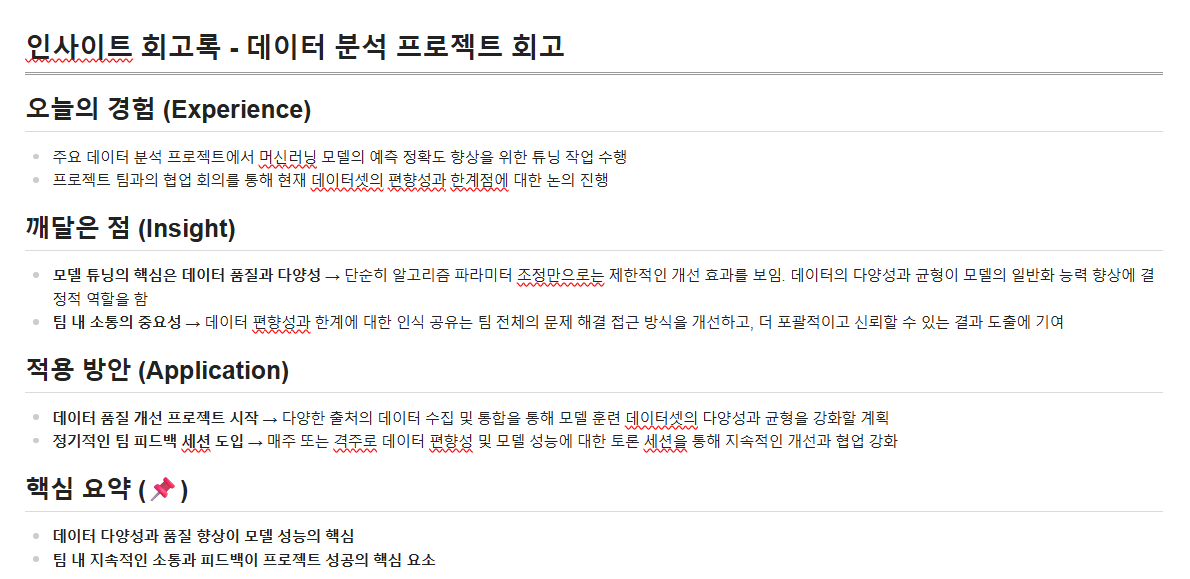 인사이트 회고록 - 데이터 분석 프로젝트 회고
오늘의 경험 (Experience)
주요 데이터 분석 프로젝트에서 머신러닝 모델의 예측 정확도 향상을 위한 튜닝 작업 수행
프로젝트 팀과의 협업 회의를 통해 현재 데이터셋의 편향성과 한계점에 대한 논의 진행
깨달은 점 (Insight)
모델 튜닝의 핵심은 데이터 품질과 다양성 → 단순히 알고리즘 파라미터 조정만으로는 제한적인 개선 효과를 보임. 데이터의 다양성과 균형이 모델의 일반화 능력 향상에 결
정적 역할을 함
팀 내 소통의 중요성 → 데이터 편향성과 한계에 대한 인식 공유는 팀 전체의 문제 해결 접근 방식을 개선하고, 더 포괄적이고 신뢰할 수 있는 결과 도출에 기여
적용 방안 (Application)
데이터 품질 개선 프로젝트 시작 → 다양한 출처의 데이터 수집 및 통합을 통해 모델 훈련 데이터셋의 다양성과 균형을 강화할 계획
정기적인 팀 피드백 세션 도입 → 매주 또는 격주로 데이터 편향성 및 모델 성능에 대한 토론 세션을 통해 지속적인 개선과 협업 강화
핵심 요약 (📌)
데이터 다양성과 품질 향상이 모델 성능의 핵심
팀 내 지속적인 소통과 피드백이 프로젝트 성공의 핵심 요소